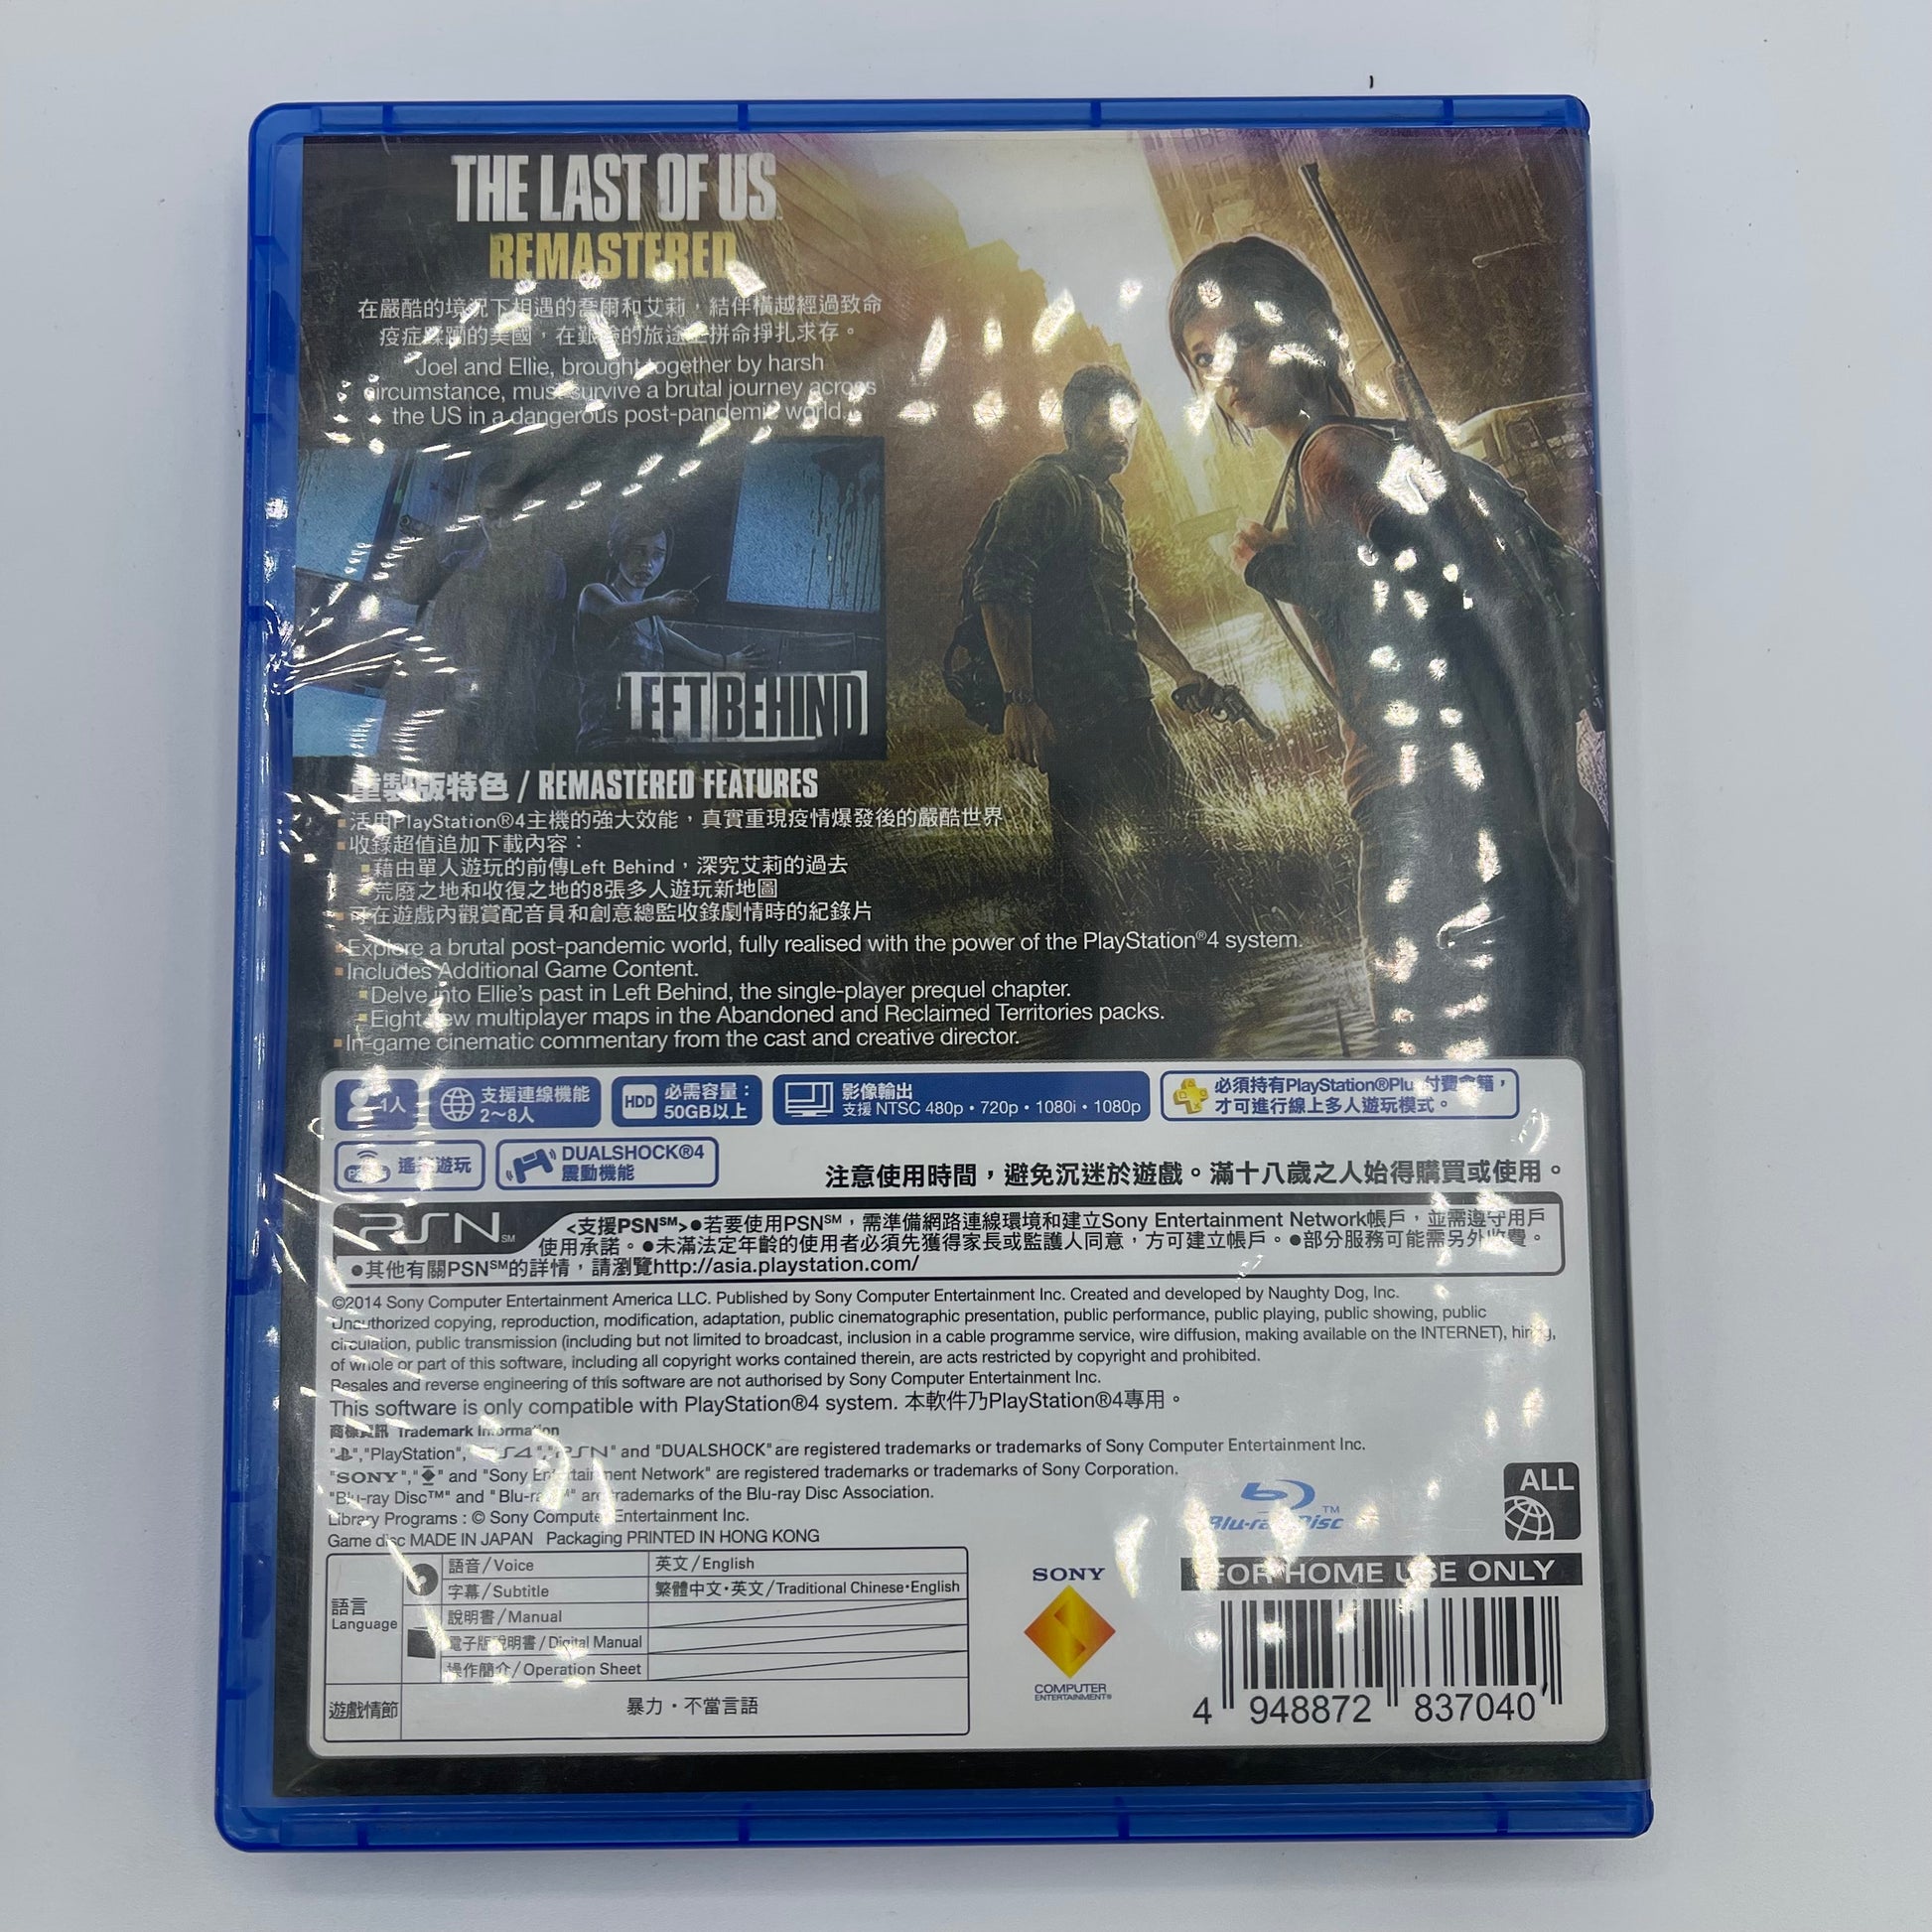 THE LAST OF US
REMASTERED
在嚴酷的境況下相遇的喬爾和艾莉，結伴橫越經過致命
疫症蹂躪的美國，在艱險的旅途上拼命掙扎求存。
Joel and Ellie, brought together by harsh
circumstance, must survive a brutal journey across
the US in a dangerous post-pandemic world.
LEFT BEHIND
重製版特色 / REMASTERED FEATURES
活用PlayStation®4主機的強大效能，真實重現疫情爆發後的嚴酷世界
收錄超值追加下載內容：
藉由單人遊玩的前傳Left Behind，深究艾莉的過去
荒廢之地和收復之地的8張多人遊玩新地圖
可在遊戲內觀賞配音員和創意總監收錄劇情時的紀錄片
Explore a brutal post-pandemic world, fully realised with the power of the PlayStation®4 system.
Includes Additional Game Content.
Delve into Ellie's past in Left Behind, the single-player prequel chapter.
Eight new multiplayer maps in the Abandoned and Reclaimed Territories packs.
In-game cinematic commentary from the cast and creative director.
1人
支援連線機能
2～8人
HDD
必需容量：
50GB以上
影像輸出
支援 NTSC 480p・720p・1080i・1080p
必須持有PlayStation®Plus付費會籍，
才可進行線上多人遊玩模式。
遙控遊玩
DUALSHOCK®4
震動機能
注意使用時間，避免沉迷於遊戲。滿十八歲之人始得購買或使用。
PSN℠ <支援PSN℠>●若要使用PSN℠，需準備網路連線環境和建立Sony Entertainment Network帳戶，並需遵守用戶
使用承諾。●未滿法定年齡的使用者必須先獲得家長或監護人同意，方可建立帳戶。●部分服務可能需另外收費。
●其他有關PSN℠的詳情，請瀏覽http://asia.playstation.com/
©2014 Sony Computer Entertainment America LLC. Published by Sony Computer Entertainment Inc. Created and developed by Naughty Dog, Inc.
Unauthorized copying, reproduction, modification, adaptation, public cinematographic presentation, public performance, public playing, public showing, public
circulation, public transmission (including but not limited to broadcast, inclusion in a cable programme service, wire diffusion, making available on the INTERNET), hiring,
of whole or part of this software, including all copyright works contained therein, are acts restricted by copyright and prohibited.
Resales and reverse engineering of this software are not authorised by Sony Computer Entertainment Inc.
This software is only compatible with PlayStation®4 system. 本軟件乃PlayStation®4專用。
商標資訊 Trademark Information
"PlayStation", "PS4", "PSN" and "DUALSHOCK" are registered trademarks or trademarks of Sony Computer Entertainment Inc.
"SONY", and "Sony Entertainment Network" are registered trademarks or trademarks of Sony Corporation.
"Blu-ray Disc™" and "Blu-ray™" are trademarks of the Blu-ray Disc Association.
Library Programs : © Sony Computer Entertainment Inc.
Game disc MADE IN JAPAN Packaging PRINTED IN HONG KONG
語言
Language
語音/Voice 英文/English
字幕/Subtitle 繁體中文・英文/Traditional Chinese・English
說明書/Manual
電子版說明書/Digital Manual
操作簡介/Operation Sheet
遊戲情節 暴力・不當言語
SONY
COMPUTER
ENTERTAINMENT®
Blu-ray Disc™
ALL
FOR HOME USE ONLY
4 948872 837040